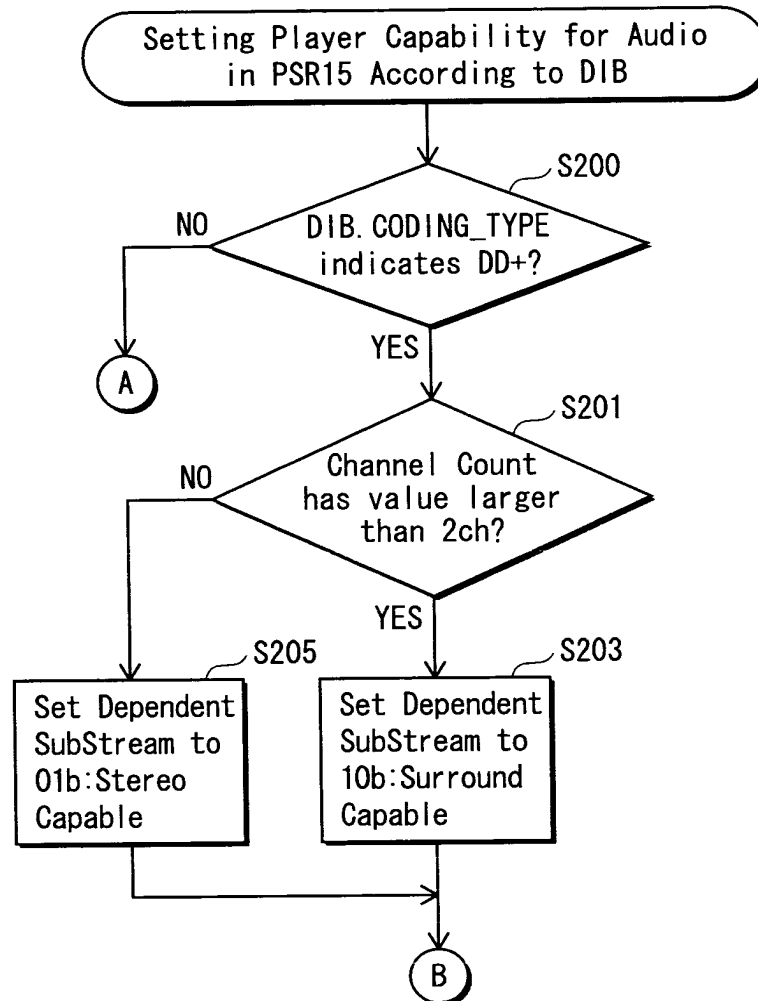 Setting Player Capability for Audio
in PSR15 According to DIB
S200
NO
DIB.CODING_TYPE
indicates DD+?
YES
A
S201
NO
Channel Count
has value larger
than 2ch?
YES
S205
S203
Set Dependent
SubStream to
01b:Stereo
Capable
Set Dependent
SubStream to
10b:Surround
Capable
B